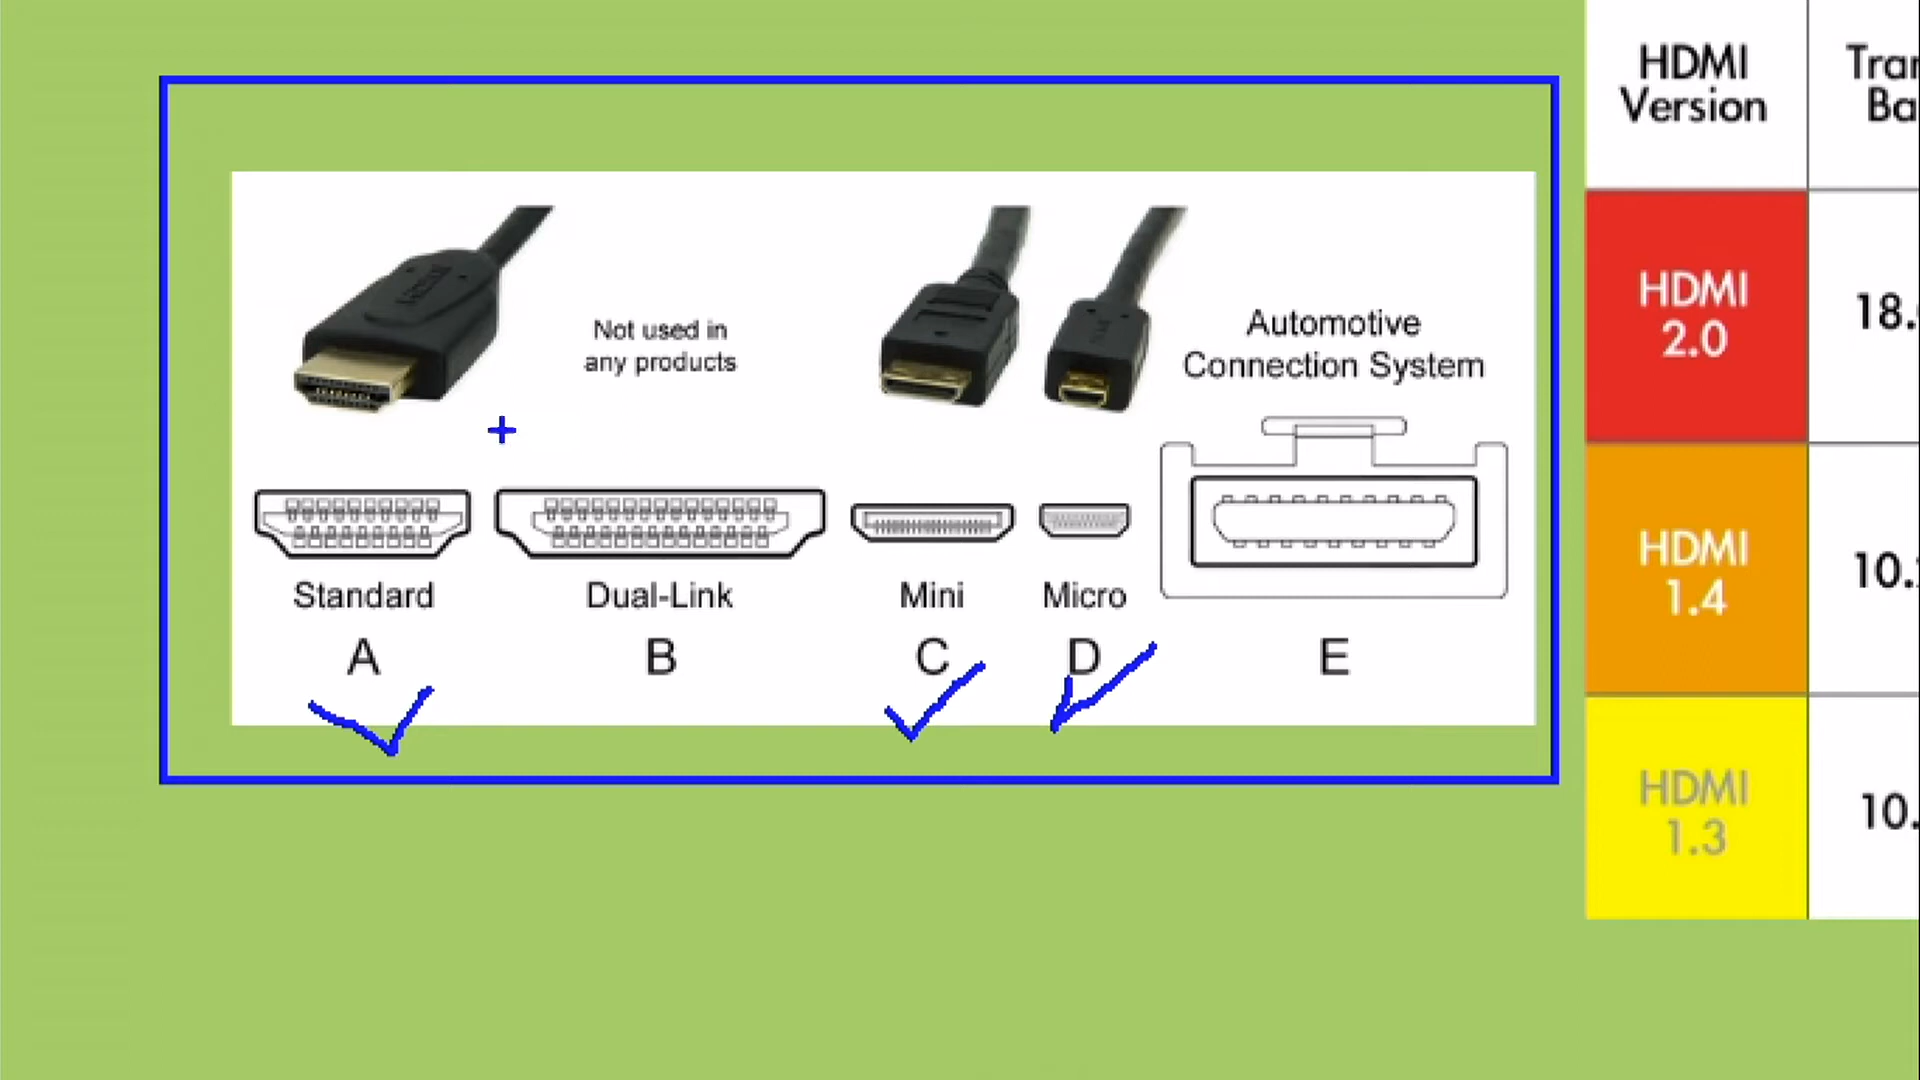 Not used in
any products
Automotive
Connection System
Standard
Dual-Link
Mini
Micro
A
B
C
D
E
HDMI
Version
HDMI
2.0
18.
HDMI
1.4
10.
HDMI
1.3
10.